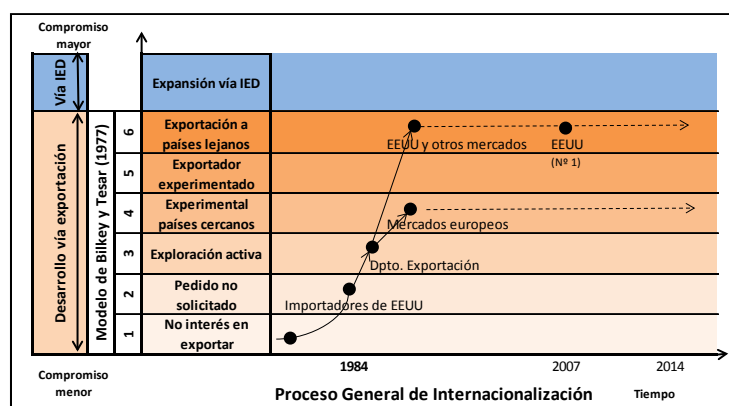 Compromiso
mayor
Vía IED
Expansión vía IED
Desarrollo vía exportación
Modelo de Bilkey y Tesar (1977)
6
Exportación a
países lejanos
EEUU y otros mercados
EEUU
(Nº 1)
5
Exportador
experimentado
4
Experimental
países cercanos
Mercados europeos
3
Exploración activa
Dpto. Exportación
2
Pedido no
solicitado
Importadores de EEUU
1
No interés en
exportar
1984
2007
2014
Compromiso
menor
Proceso General de Internacionalización
Tiempo